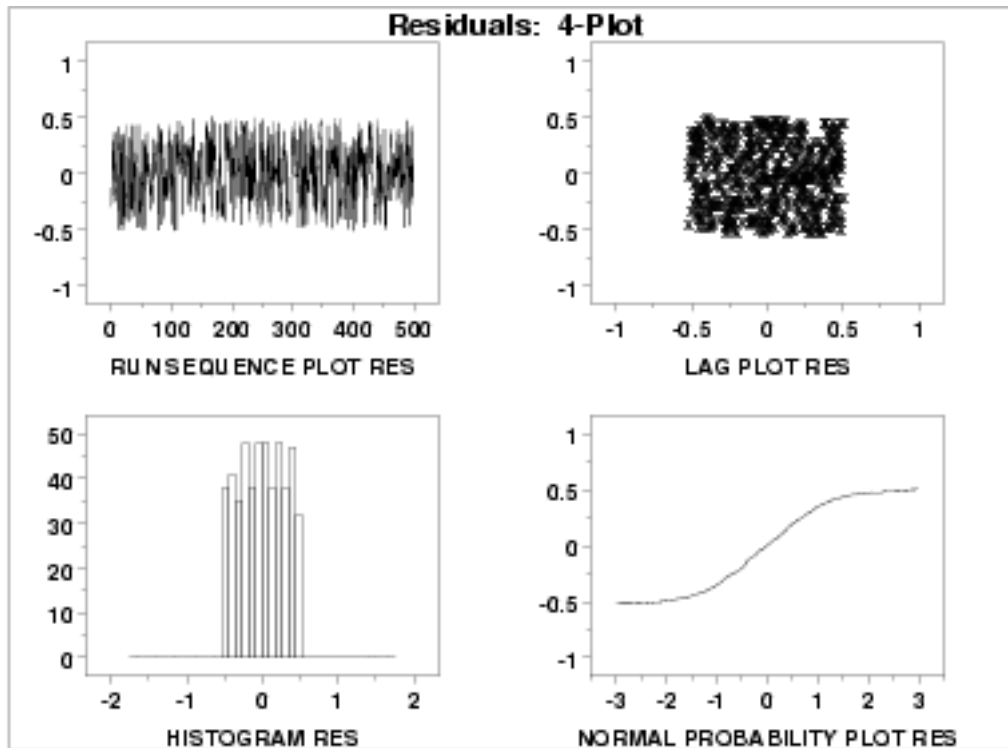 Residuals: 4-Plot
1
0.5
0
-0.5
-1
0 100 200 300 400 500
RUN SEQUENCE PLOT RES
1
0.5
0
-0.5
-1
-1 -0.5 0 0.5 1
LAG PLOT RES
50
40
30
20
10
0
-2 -1 0 1 2
HISTOGRAM RES
1
0.5
0
-0.5
-1
-3 -2 -1 0 1 2 3
NORMAL PROBABILITY PLOT RES